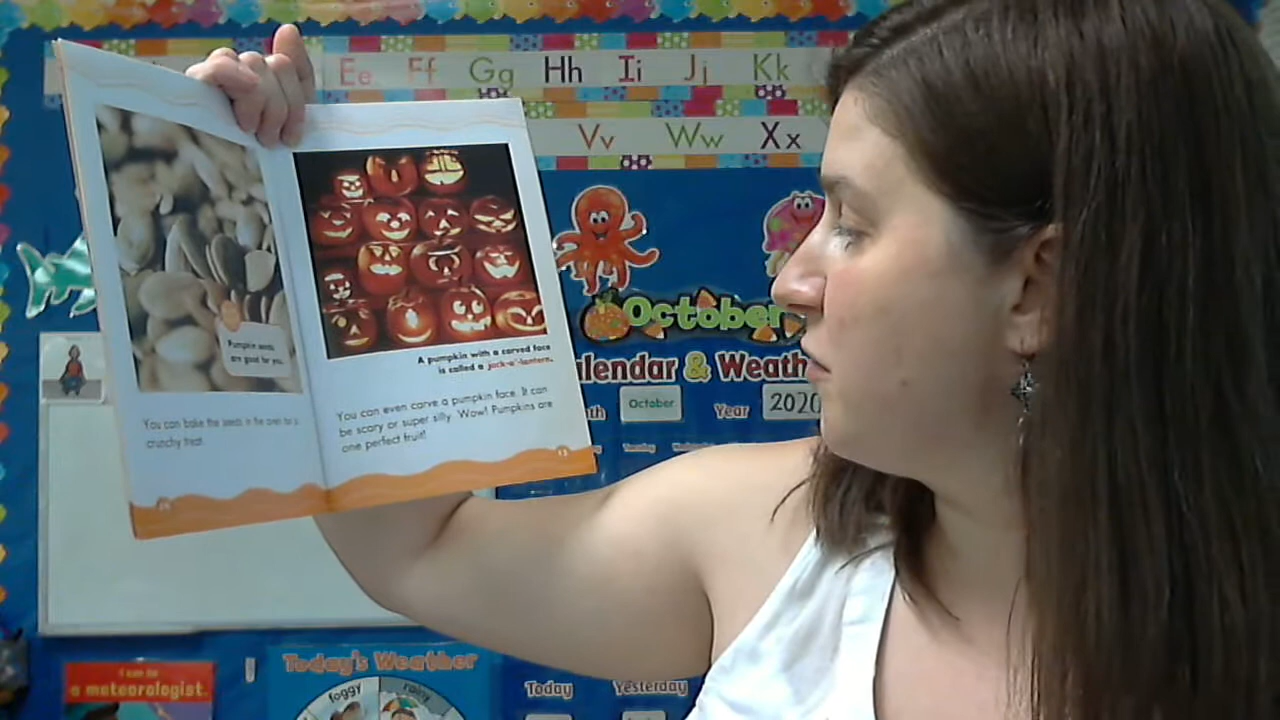 Ee Ff Gg Hh Ii Jj Kk
Vv Ww Xx
Pumpkin seeds
are good for you.
You can bake the seeds in the oven for a
crunchy treat.
A pumpkin with a carved face
is called a jack-o'-lantern.
You can even carve a pumpkin face. It can
be scary or super silly. Wow! Pumpkins are
one perfect fruit!
13
October
&
October Year 2020
I can be
a meteorologist.
Today's Weather
foggy rainy
Today Yesterday